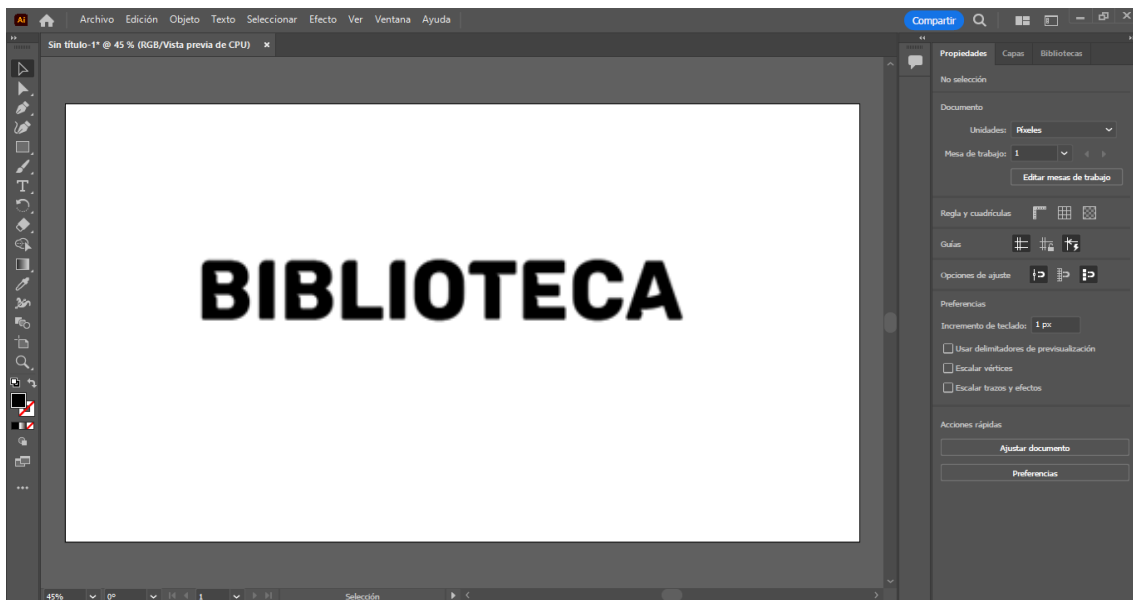 Ai Archivo Edición Objeto Texto Seleccionar Efecto Ver Ventana Ayuda Compartir
Sin título-1* @ 45 % (RGB/Vista previa de CPU) ×
Propiedades Capas Bibliotecas
No selección
Documento
Unidades: Píxeles
Mesa de trabajo: 1
Editar mesas de trabajo
Regla y cuadrículas
Guías
BIBLIOTECA
Opciones de ajuste
Preferencias
Incremento de teclado: 1 px
Usar delimitadores de previsualización
Escalar vértices
Escalar trazos y efectos
Acciones rápidas
Ajustar documento
Preferencias
45% 0° 1 Selección